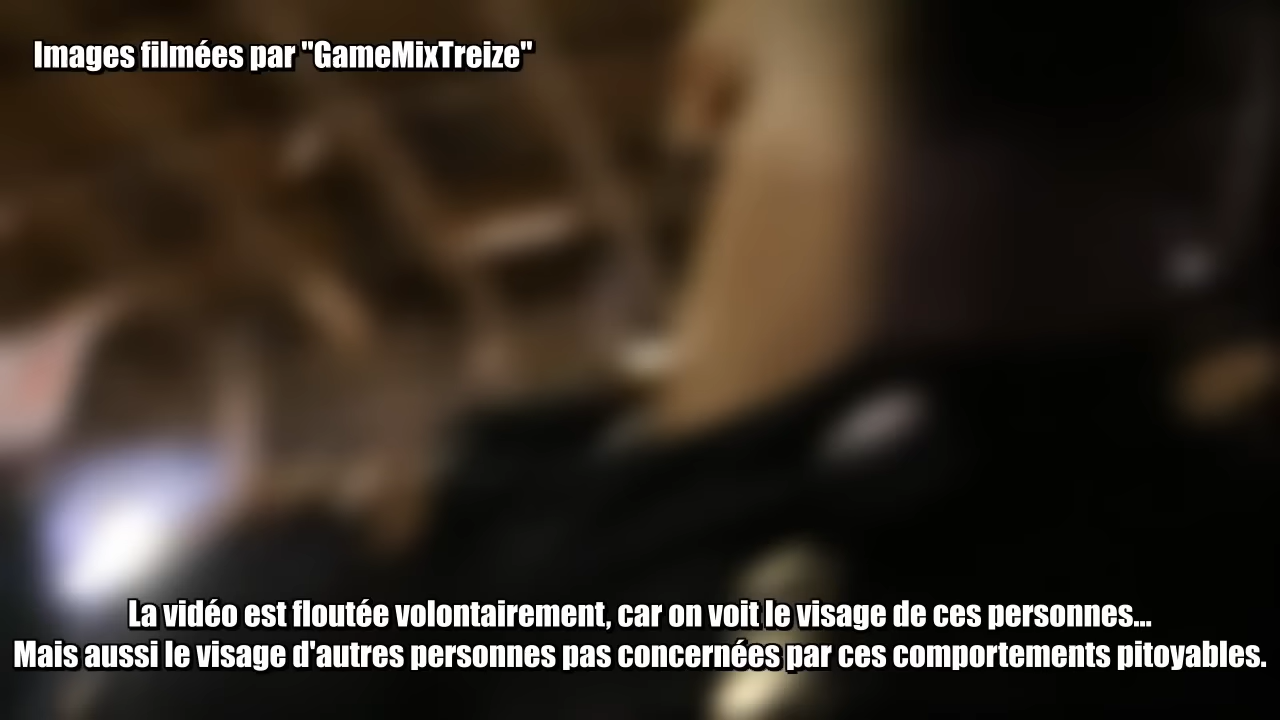 Images filmées par "GameMixTreize"
La vidéo est floutée volontairement, car on voit le visage de ces personnes...
Mais aussi le visage d'autres personnes pas concernées par ces comportements pitoyables.